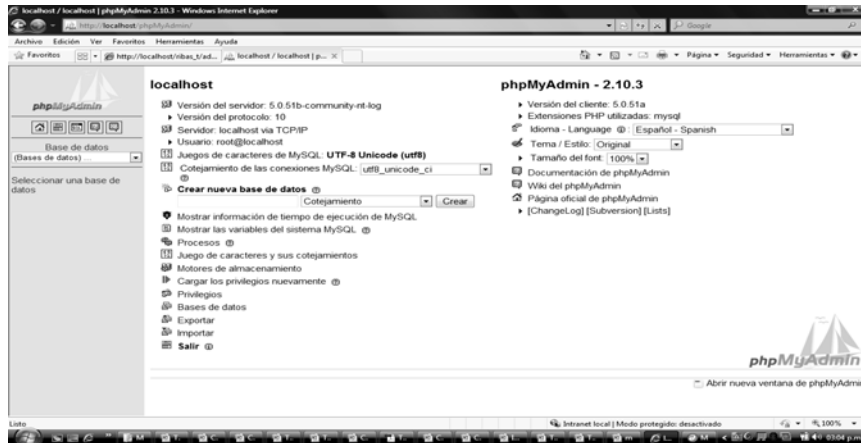 localhost / localhost | phpMyAdmin 2.10.3 - Windows Internet Explorer
http://localhost/phpMyAdmin/
Google
Archivo Edición Ver Favoritos Herramientas Ayuda
Favoritos
http://localhost/ribas_t/ad...
localhost / localhost | p...
Página
Seguridad
Herramientas
phpMyAdmin
Base de datos
(Bases de datos) ...
Seleccionar una base de
datos
localhost
Versión del servidor: 5.0.51b-community-nt-log
Versión del protocolo: 10
Servidor: localhost via TCP/IP
Usuario: root@localhost
Juegos de caracteres de MySQL: UTF-8 Unicode (utf8)
Cotejamiento de las conexiones MySQL: utf8_unicode_ci
Crear nueva base de datos
Cotejamiento
Crear
Mostrar información de tiempo de ejecución de MySQL
Mostrar las variables del sistema MySQL
Procesos
Juego de caracteres y sus cotejamientos
Motores de almacenamiento
Cargar los privilegios nuevamente
Privilegios
Bases de datos
Exportar
Importar
Salir
phpMyAdmin - 2.10.3
Versión del cliente: 5.0.51a
Extensiones PHP utilizadas: mysql
Idioma - Language : Español - Spanish
Tema / Estilo: Original
Tamaño del font: 100%
Documentación de phpMyAdmin
Wiki del phpMyAdmin
Página oficial de phpMyAdmin
[ChangeLog] [Subversion] [Lists]
phpMyAdmin
Abrir nueva ventana de phpMyAdmi
Listo
Intranet local | Modo protegido: desactivado
100%